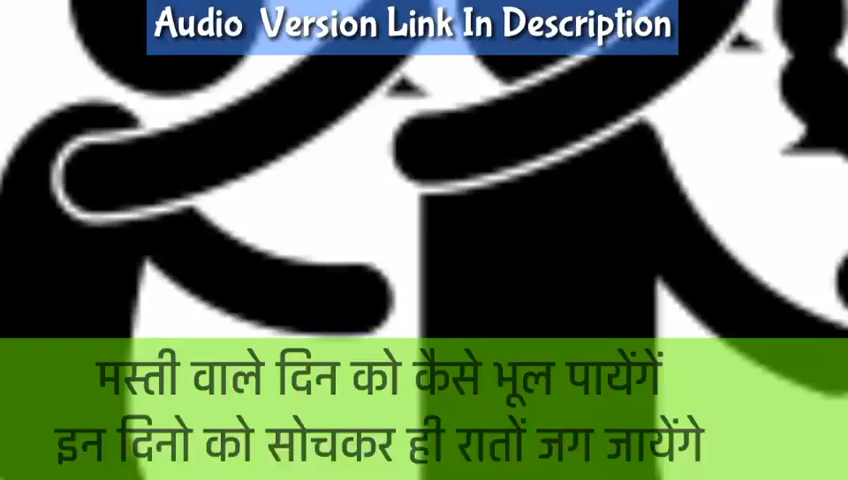 Audio Version Link In Description
मस्ती वाले दिन को कैसे भूल पायेंगें
इन दिनो को सोचकर ही रातों जग जायेंगे